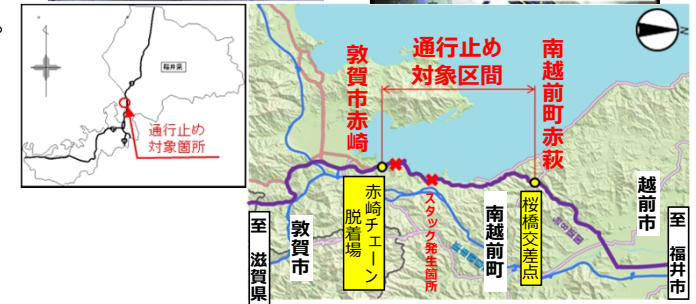 福井県
通行止め
対象箇所
敦賀市赤崎
通行止め
対象区間
南越前町赤萩
赤崎チェーン
脱着場
スタック発生箇所
南越前町
桜橋交差点
越前市
敦賀市
至 滋賀県
至 福井市